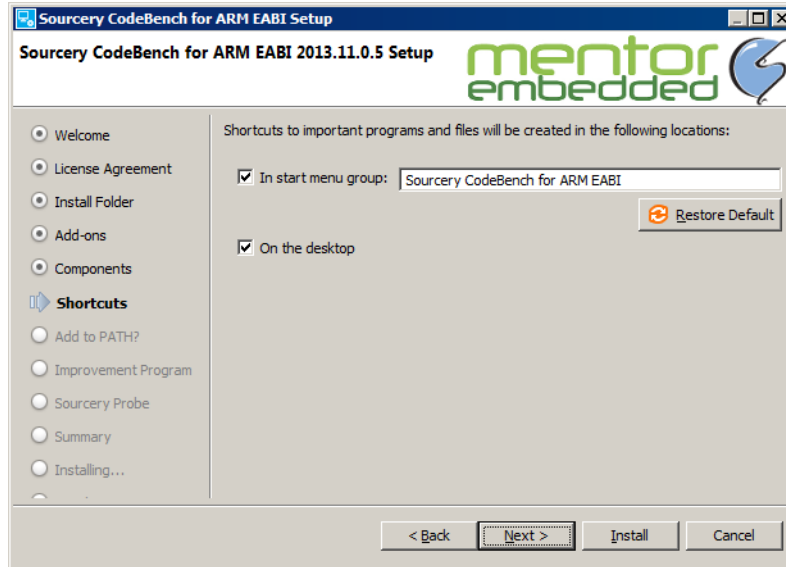 Sourcery CodeBench for ARM EABI Setup
Sourcery CodeBench for ARM EABI 2013.11.0.5 Setup
mentor
embedded
Welcome
License Agreement
Install Folder
Add-ons
Components
Shortcuts
Add to PATH?
Improvement Program
Sourcery Probe
Summary
Installing...
Shortcuts to important programs and files will be created in the following locations:
In start menu group: Sourcery CodeBench for ARM EABI
Restore Default
On the desktop
< Back Next > Install Cancel